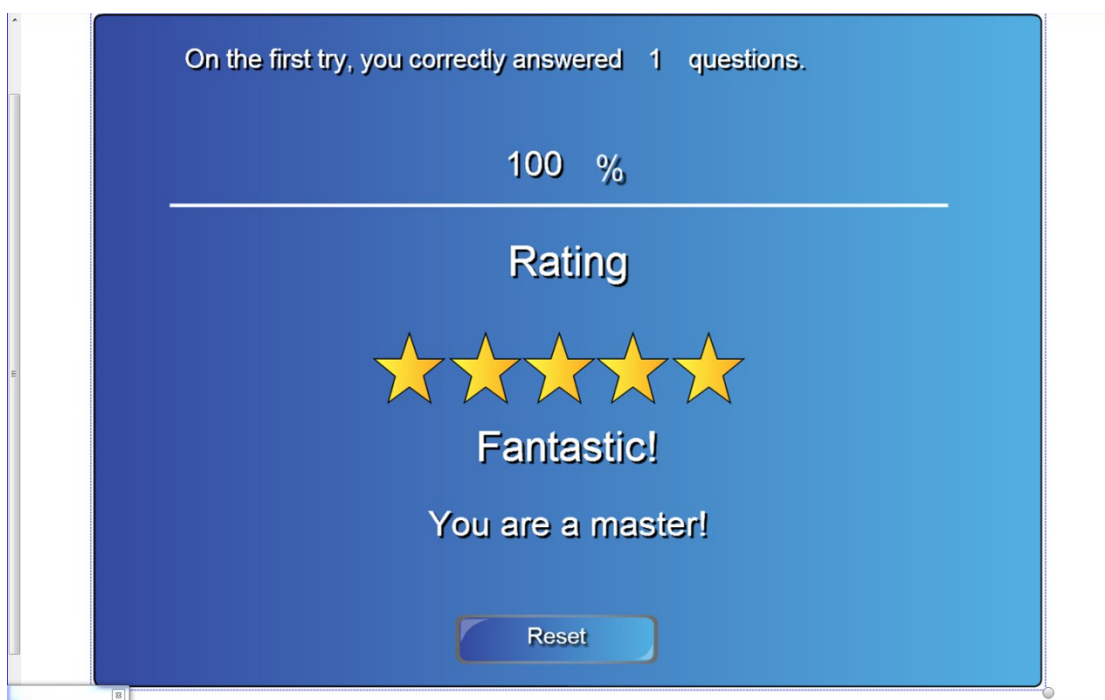 On the first try, you correctly answered 1 questions.
100 %
Rating
Fantastic!
You are a master!
Reset